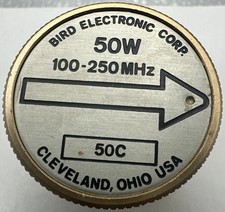 BIRD ELECTRONIC CORP.
50W
100-250MHz
50C
CLEVELAND, OHIO USA